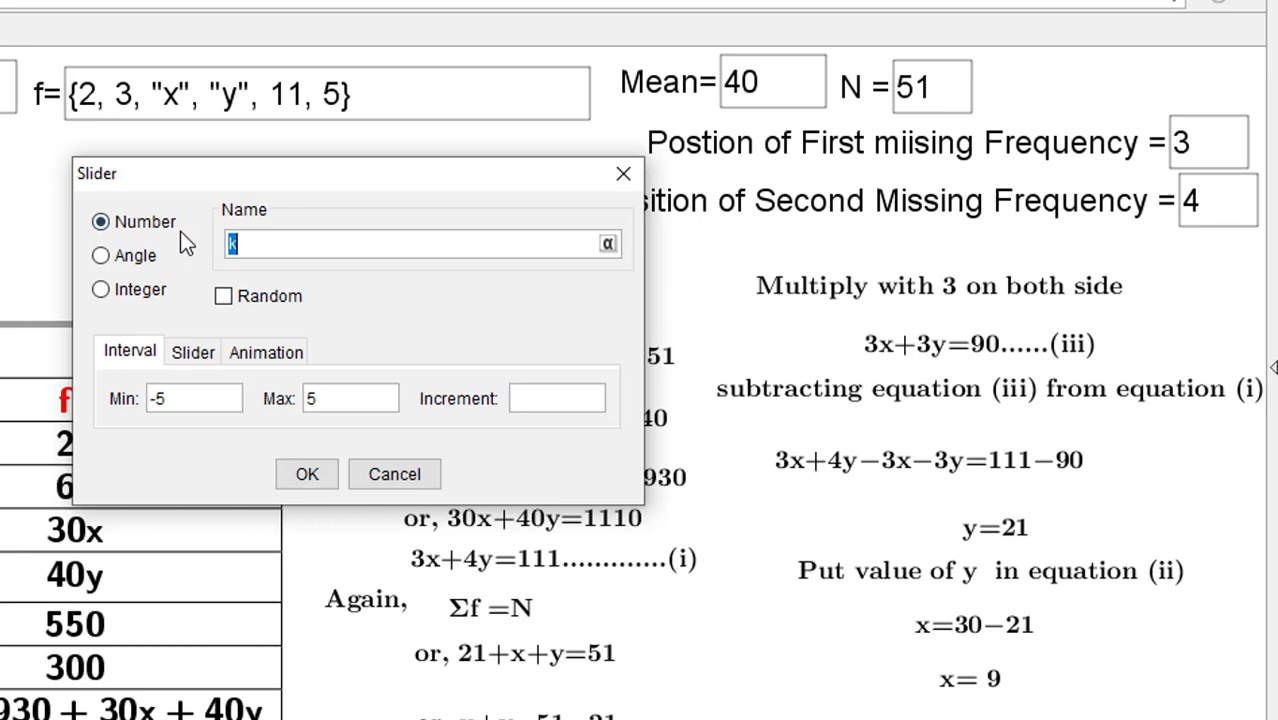 f= {2, 3, "x", "y", 11, 5}
Mean= 40
N = 51
Postion of First miising Frequency = 3
sition of Second Missing Frequency = 4
Slider
Number
Angle
Integer
Name
k
α
Random
Interval
Slider
Animation
Min: -5
Max: 5
Increment:
OK
Cancel
f
2
6
30x
40y
550
300
930 + 30x + 40y
51
40
930
or, 30x+40y=1110
3x+4y=111.............(i)
Again,
Σf =N
or, 21+x+y=51
Multiply with 3 on both side
3x+3y=90......(iii)
subtracting equation (iii) from equation (i)
3x+4y−3x−3y=111−90
y=21
Put value of y in equation (ii)
x=30−21
x= 9